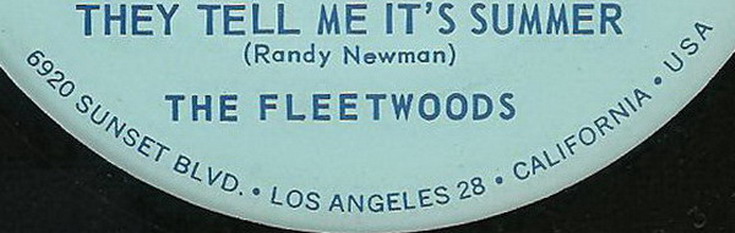 THEY TELL ME IT'S SUMMER
(Randy Newman)
THE FLEETWOODS
6920 SUNSET BLVD. • LOS ANGELES 28 • CALIFORNIA • USA